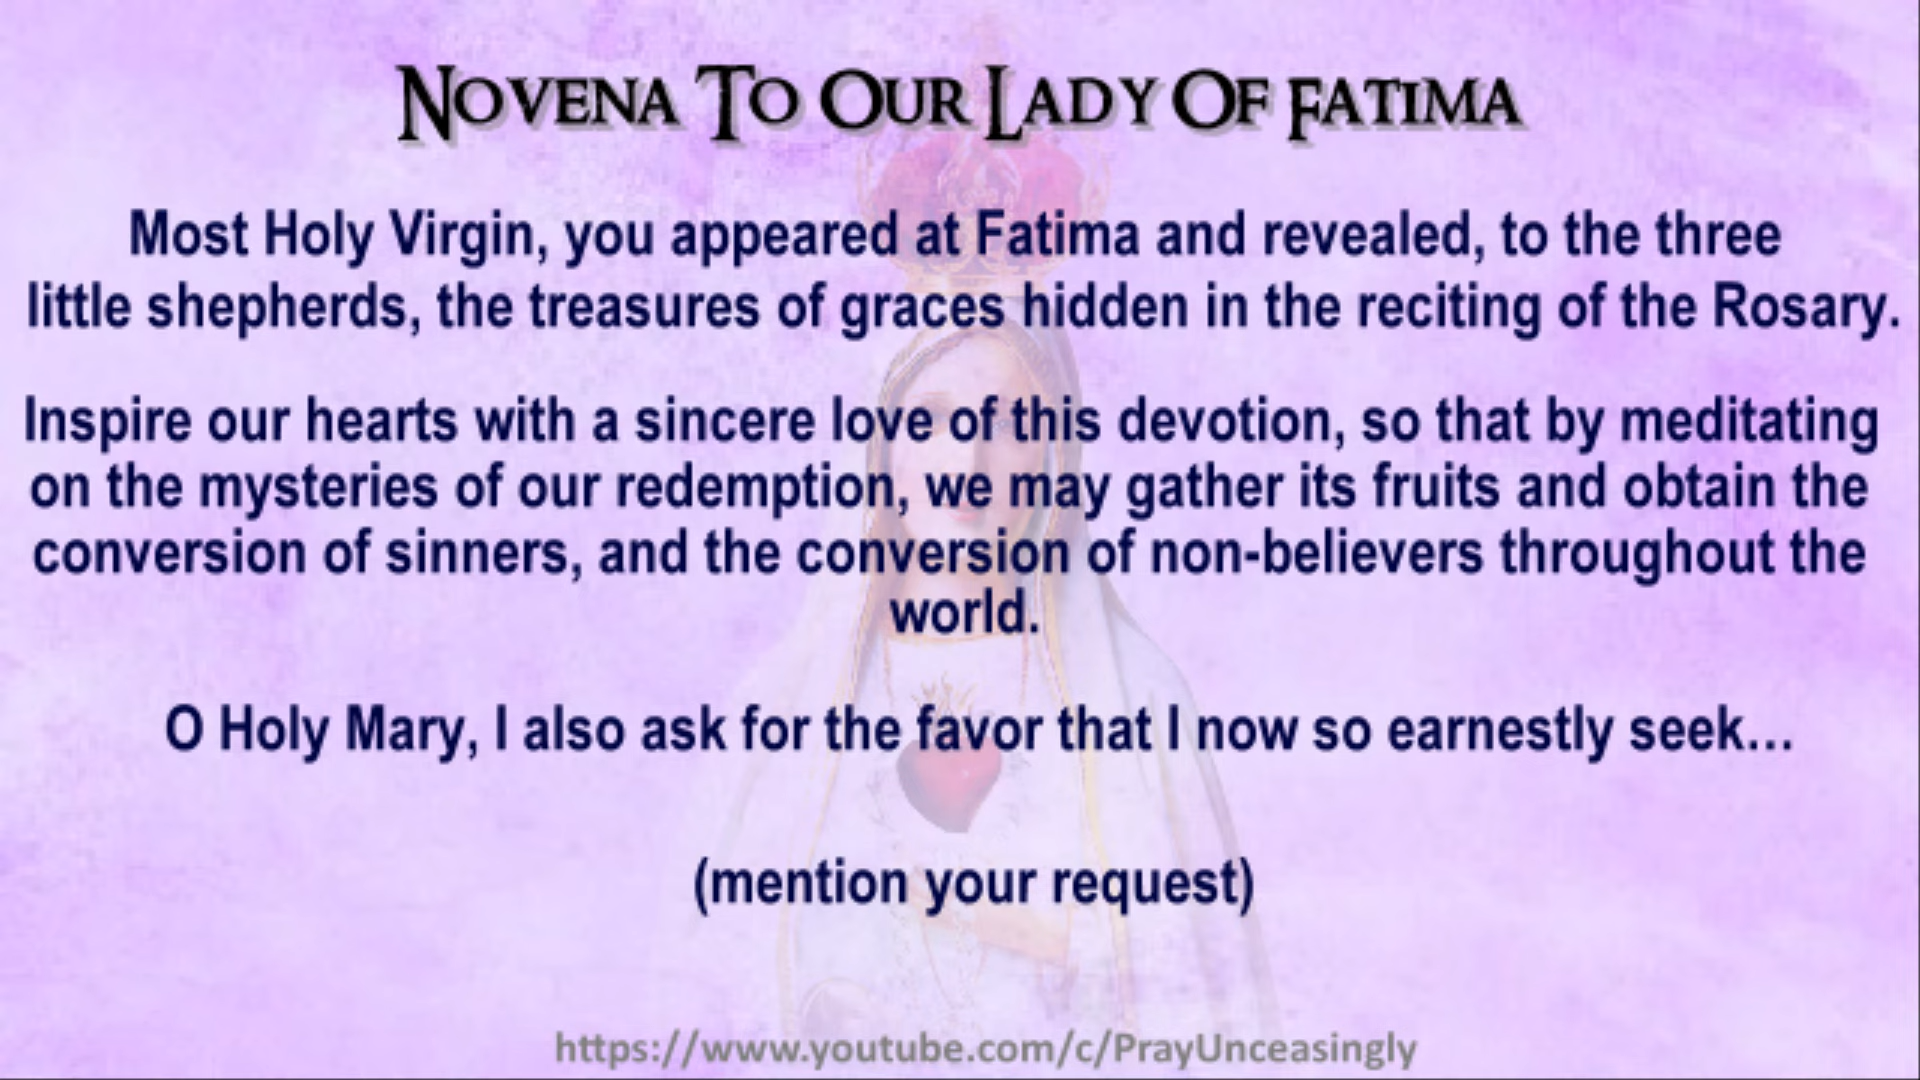 Novena To Our Lady Of Fatima
Most Holy Virgin, you appeared at Fatima and revealed, to the three
little shepherds, the treasures of graces hidden in the reciting of the Rosary.
Inspire our hearts with a sincere love of this devotion, so that by meditating
on the mysteries of our redemption, we may gather its fruits and obtain the
conversion of sinners, and the conversion of non-believers throughout the
world.
O Holy Mary, I also ask for the favor that I now so earnestly seek...
(mention your request)
https://www.youtube.com/c/PrayUnceasingly